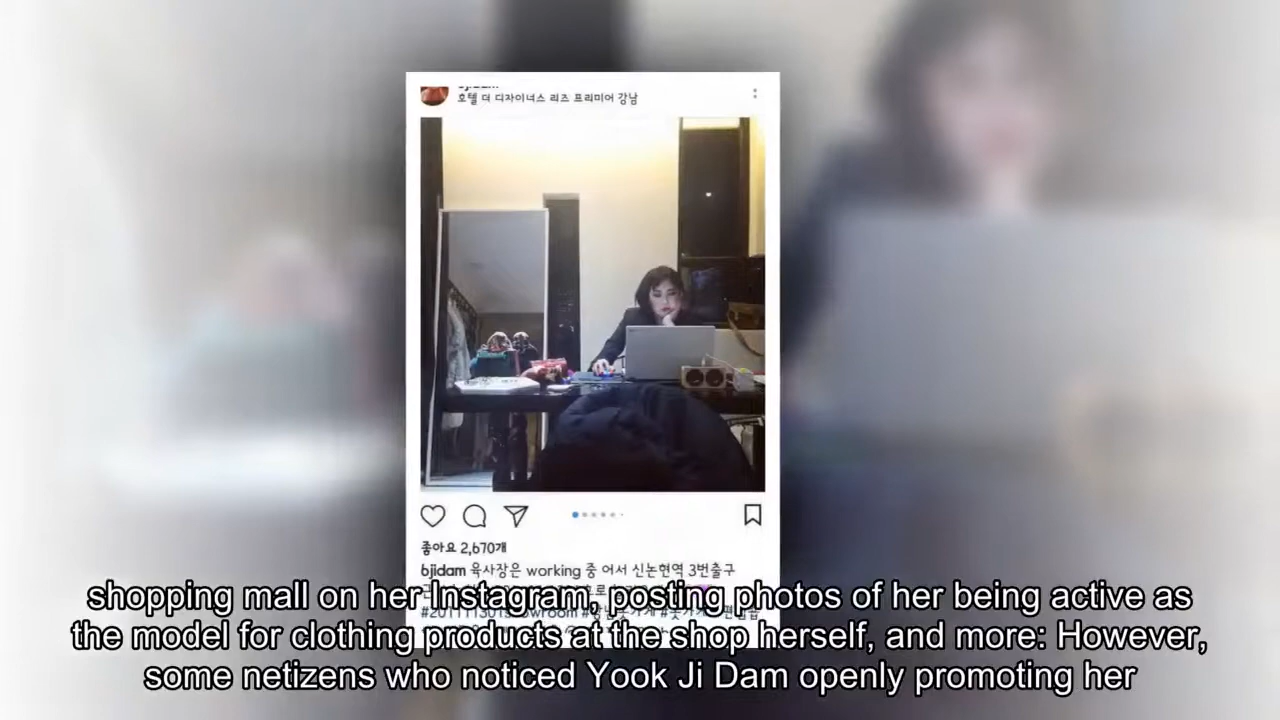 호텔 더 디자이너스 리즈 프리미어 강남
좋아요 2,670개
bjidam 육사장은 working 중 어서 신논현역 3번출구
shopping mall on her Instagram, posting photos of her being active as
the model for clothing products at the shop herself, and more: However,
some netizens who noticed Yook Ji Dam openly promoting her